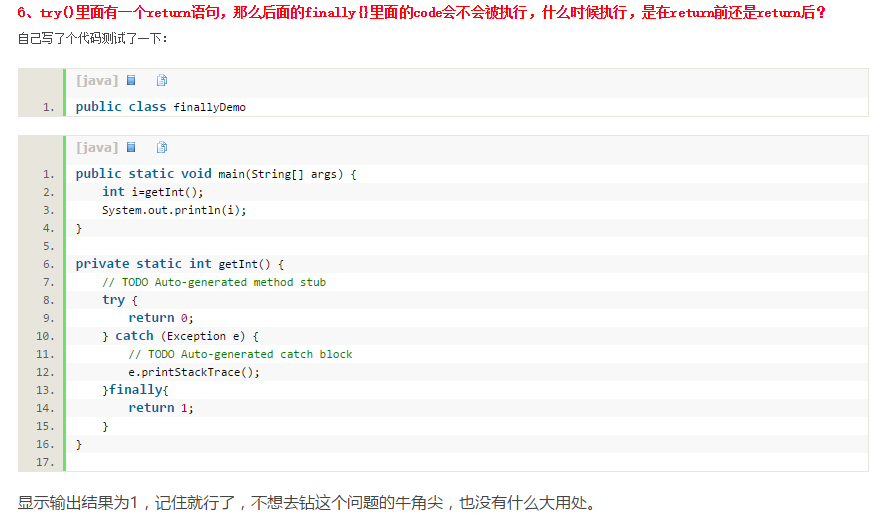 6、try()里面有一个return语句，那么后面的finally{}里面的code会不会被执行，什么时候执行，是在return前还是return后？
自己写了个代码测试了一下：
[java]
1. public class finallyDemo
[java]
1. public static void main(String[] args) {
2. int i=getInt();
3. System.out.println(i);
4. }
5.
6. private static int getInt() {
7. // TODO Auto-generated method stub
8. try {
9. return 0;
10. } catch (Exception e) {
11. // TODO Auto-generated catch block
12. e.printStackTrace();
13. }finally{
14. return 1;
15. }
16. }
17.
显示输出结果为1，记住就行了，不想去钻这个问题的牛角尖，也没有什么大用处。